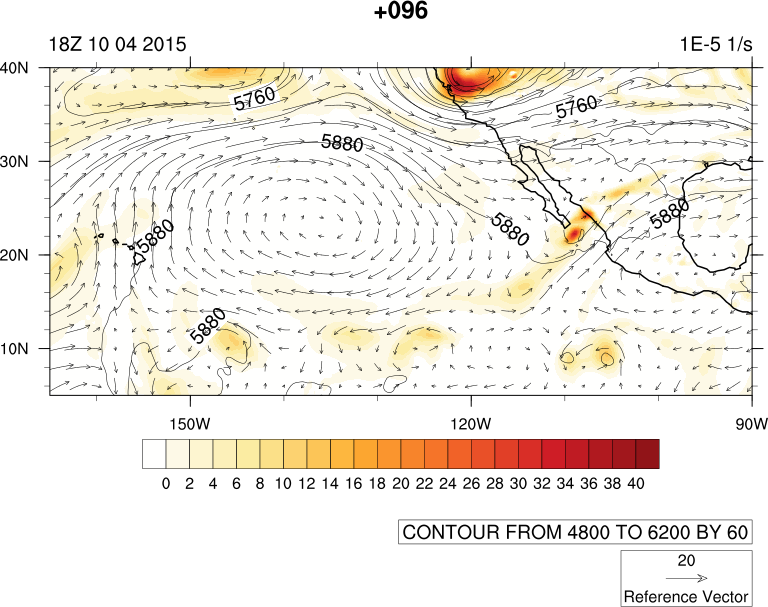 +096
18Z 10 04 2015 1E-5 1/s
40N
5760 5760
5880
30N
5880 5880 5880
20N
5880
10N
150W 120W 90W
0 2 4 6 8 10 12 14 16 18 20 22 24 26 28 30 32 34 36 38 40
CONTOUR FROM 4800 TO 6200 BY 60
20
Reference Vector